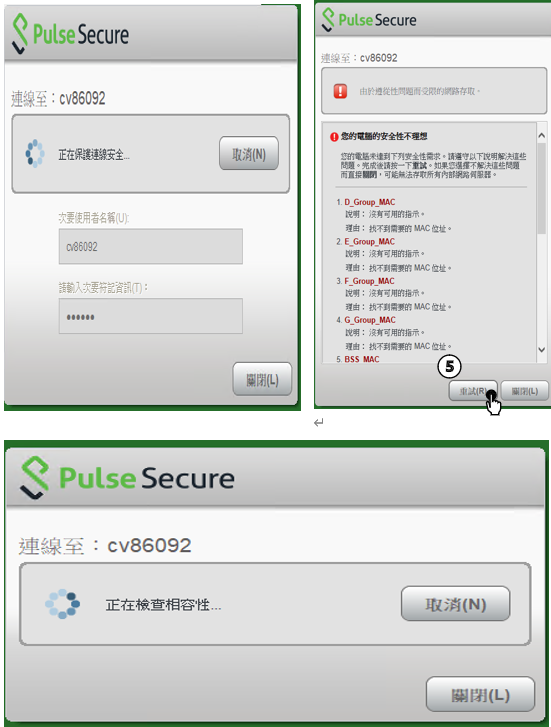 Pulse Secure
連線至：cv86092
正在保護連線安全...
取消(N)
次要使用者名稱(U):
cv86092
請輸入次要符記資訊(T)：
●●●●●●
關閉(L)
Pulse Secure
連線至：cv86092
由於遵從性問題而受限的網路存取。
您的電腦的安全性不理想
您的電腦未達到下列安全性需求。請遵守以下說明解決這些
問題。完成後請按一下重試。如果您選擇不解決這些問題
而直接關閉，可能無法存取所有內部網路伺服器。
1. D_Group_MAC
說明： 沒有可用的指示。
理由： 找不到需要的 MAC 位址。
2. E_Group_MAC
說明： 沒有可用的指示。
理由： 找不到需要的 MAC 位址。
3. F_Group_MAC
說明： 沒有可用的指示。
理由： 找不到需要的 MAC 位址。
4. G_Group_MAC
說明： 沒有可用的指示。
理由： 找不到需要的 MAC 位址。
5. BSS_MAC
5
重試(R)
關閉(L)
Pulse Secure
連線至：cv86092
正在檢查相容性...
取消(N)
關閉(L)